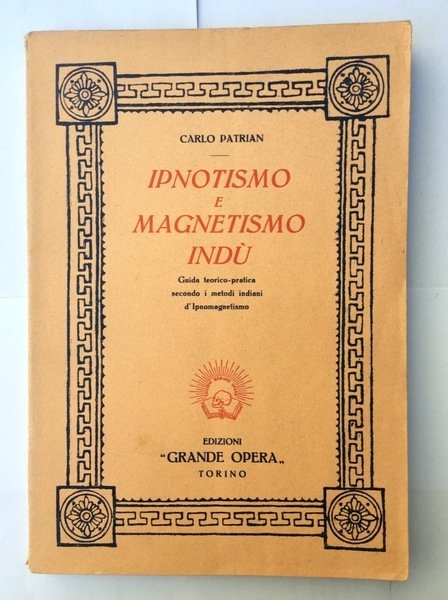 CARLO PATRIAN
IPNOTISMO
E
MAGNETISMO
INDÙ
Guida teorico-pratica
secondo i metodi indiani
d'Ipnomagnetismo
EDIZIONI
"GRANDE OPERA„
TORINO